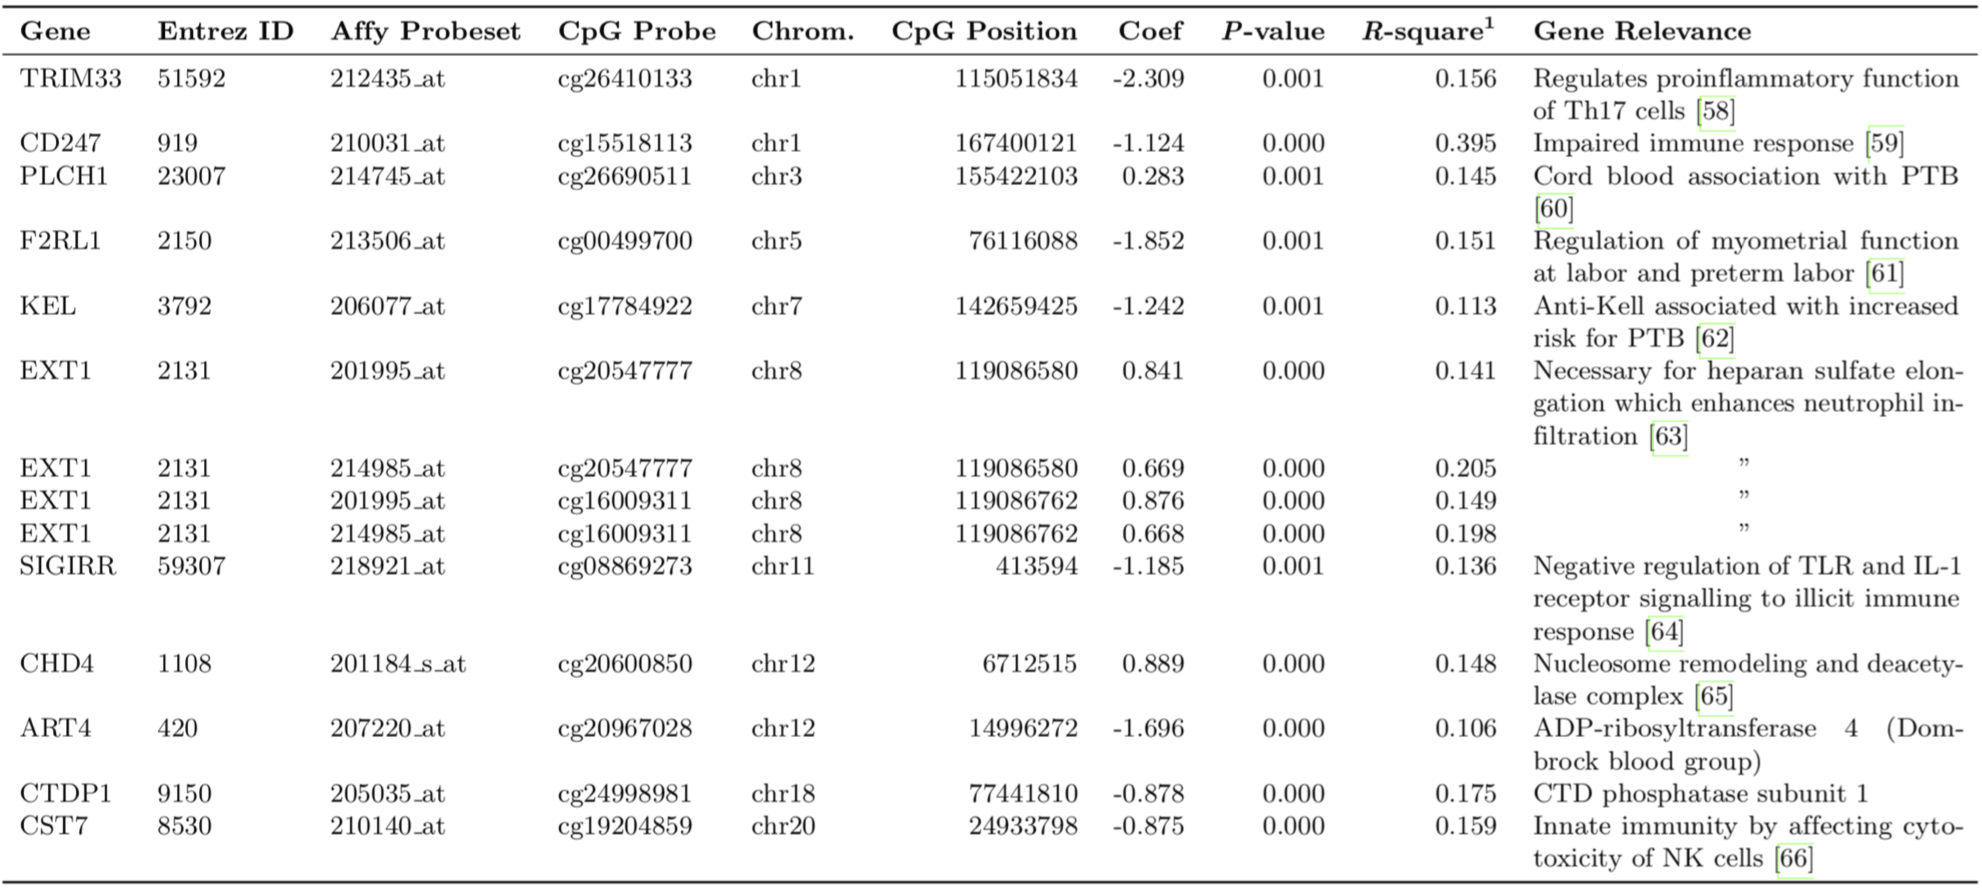 Gene Entrez ID Affy Probeset CpG Probe Chrom. CpG Position Coef P-value R-square¹ Gene Relevance
TRIM33 51592 212435_at cg26410133 chr1 115051834 -2.309 0.001 0.156 Regulates proinflammatory function
of Th17 cells [58]
CD247 919 210031_at cg15518113 chr1 167400121 -1.124 0.000 0.395 Impaired immune response [59]
PLCH1 23007 214745_at cg26690511 chr3 155422103 0.283 0.001 0.145 Cord blood association with PTB
[60]
F2RL1 2150 213506_at cg00499700 chr5 76116088 -1.852 0.001 0.151 Regulation of myometrial function
at labor and preterm labor [61]
KEL 3792 206077_at cg17784922 chr7 142659425 -1.242 0.001 0.113 Anti-Kell associated with increased
risk for PTB [62]
EXT1 2131 201995_at cg20547777 chr8 119086580 0.841 0.000 0.141 Necessary for heparan sulfate elon-
gation which enhances neutrophil in-
filtration [63]
EXT1 2131 214985_at cg20547777 chr8 119086580 0.669 0.000 0.205 ”
EXT1 2131 201995_at cg16009311 chr8 119086762 0.876 0.000 0.149 ”
EXT1 2131 214985_at cg16009311 chr8 119086762 0.668 0.000 0.198 ”
SIGIRR 59307 218921_at cg08869273 chr11 413594 -1.185 0.001 0.136 Negative regulation of TLR and IL-1
receptor signalling to illicit immune
response [64]
CHD4 1108 201184_s_at cg20600850 chr12 6712515 0.889 0.000 0.148 Nucleosome remodeling and deacety-
lase complex [65]
ART4 420 207220_at cg20967028 chr12 14996272 -1.696 0.000 0.106 ADP-ribosyltransferase 4 (Dom-
brock blood group)
CTDP1 9150 205035_at cg24998981 chr18 77441810 -0.878 0.000 0.175 CTD phosphatase subunit 1
CST7 8530 210140_at cg19204859 chr20 24933798 -0.875 0.000 0.159 Innate immunity by affecting cyto-
toxicity of NK cells [66]